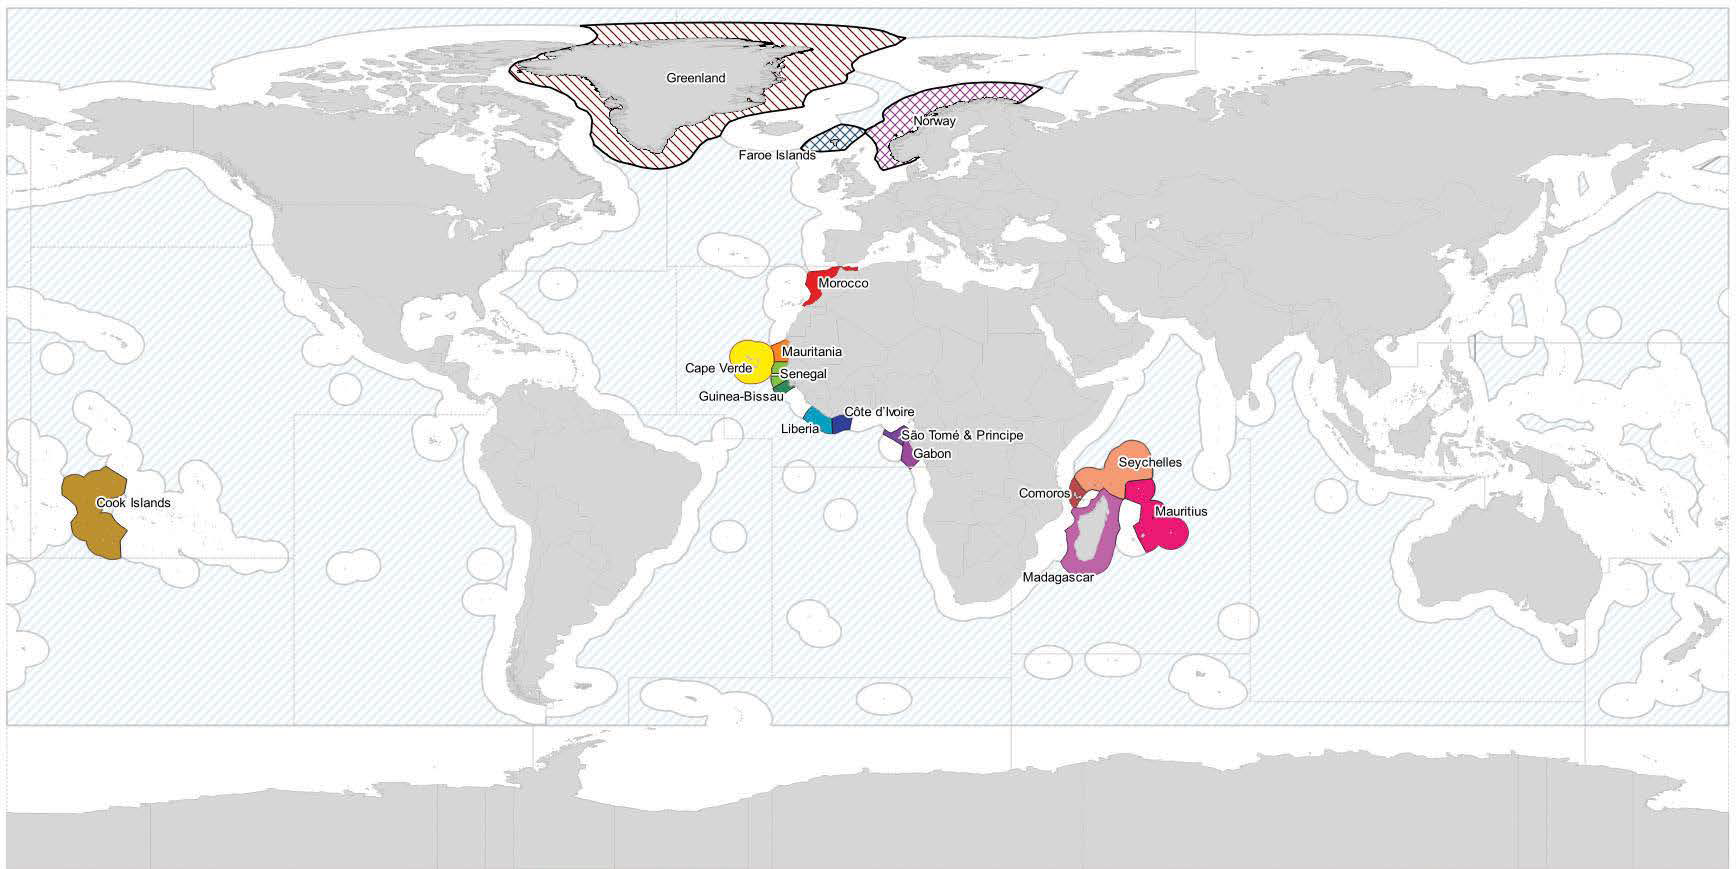 Greenland
Norway
Faroe Islands
Morocco
Mauritania
Cape Verde
Senegal
Guinea-Bissau
Côte d'Ivoire
Liberia
São Tomé & Principe
Gabon
Seychelles
Comoros
Cook Islands
Mauritius
Madagascar